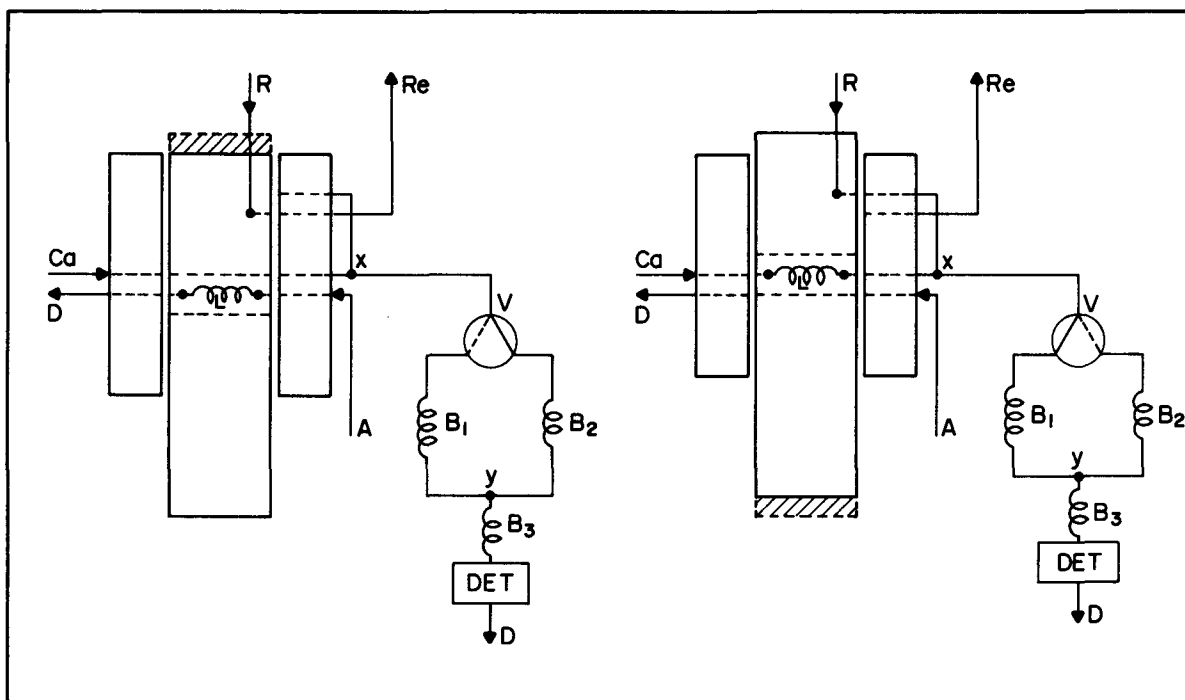 R
Re
Ca
D
L
x
A
V
B₁
B₂
y
B₃
DET
D
R
Re
Ca
D
L
x
A
V
B₁
B₂
y
B₃
DET
D